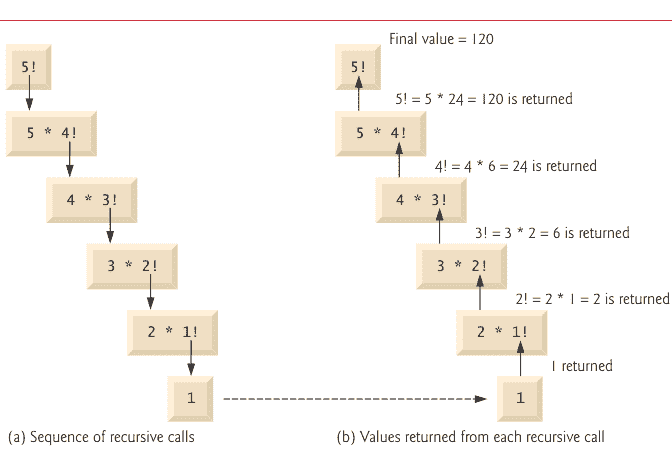 5!
5 * 4!
4 * 3!
3 * 2!
2 * 1!
1
(a) Sequence of recursive calls
Final value = 120
5!
5! = 5 * 24 = 120 is returned
5 * 4!
4! = 4 * 6 = 24 is returned
4 * 3!
3! = 3 * 2 = 6 is returned
3 * 2!
2! = 2 * 1 = 2 is returned
2 * 1!
1 returned
1
(b) Values returned from each recursive call